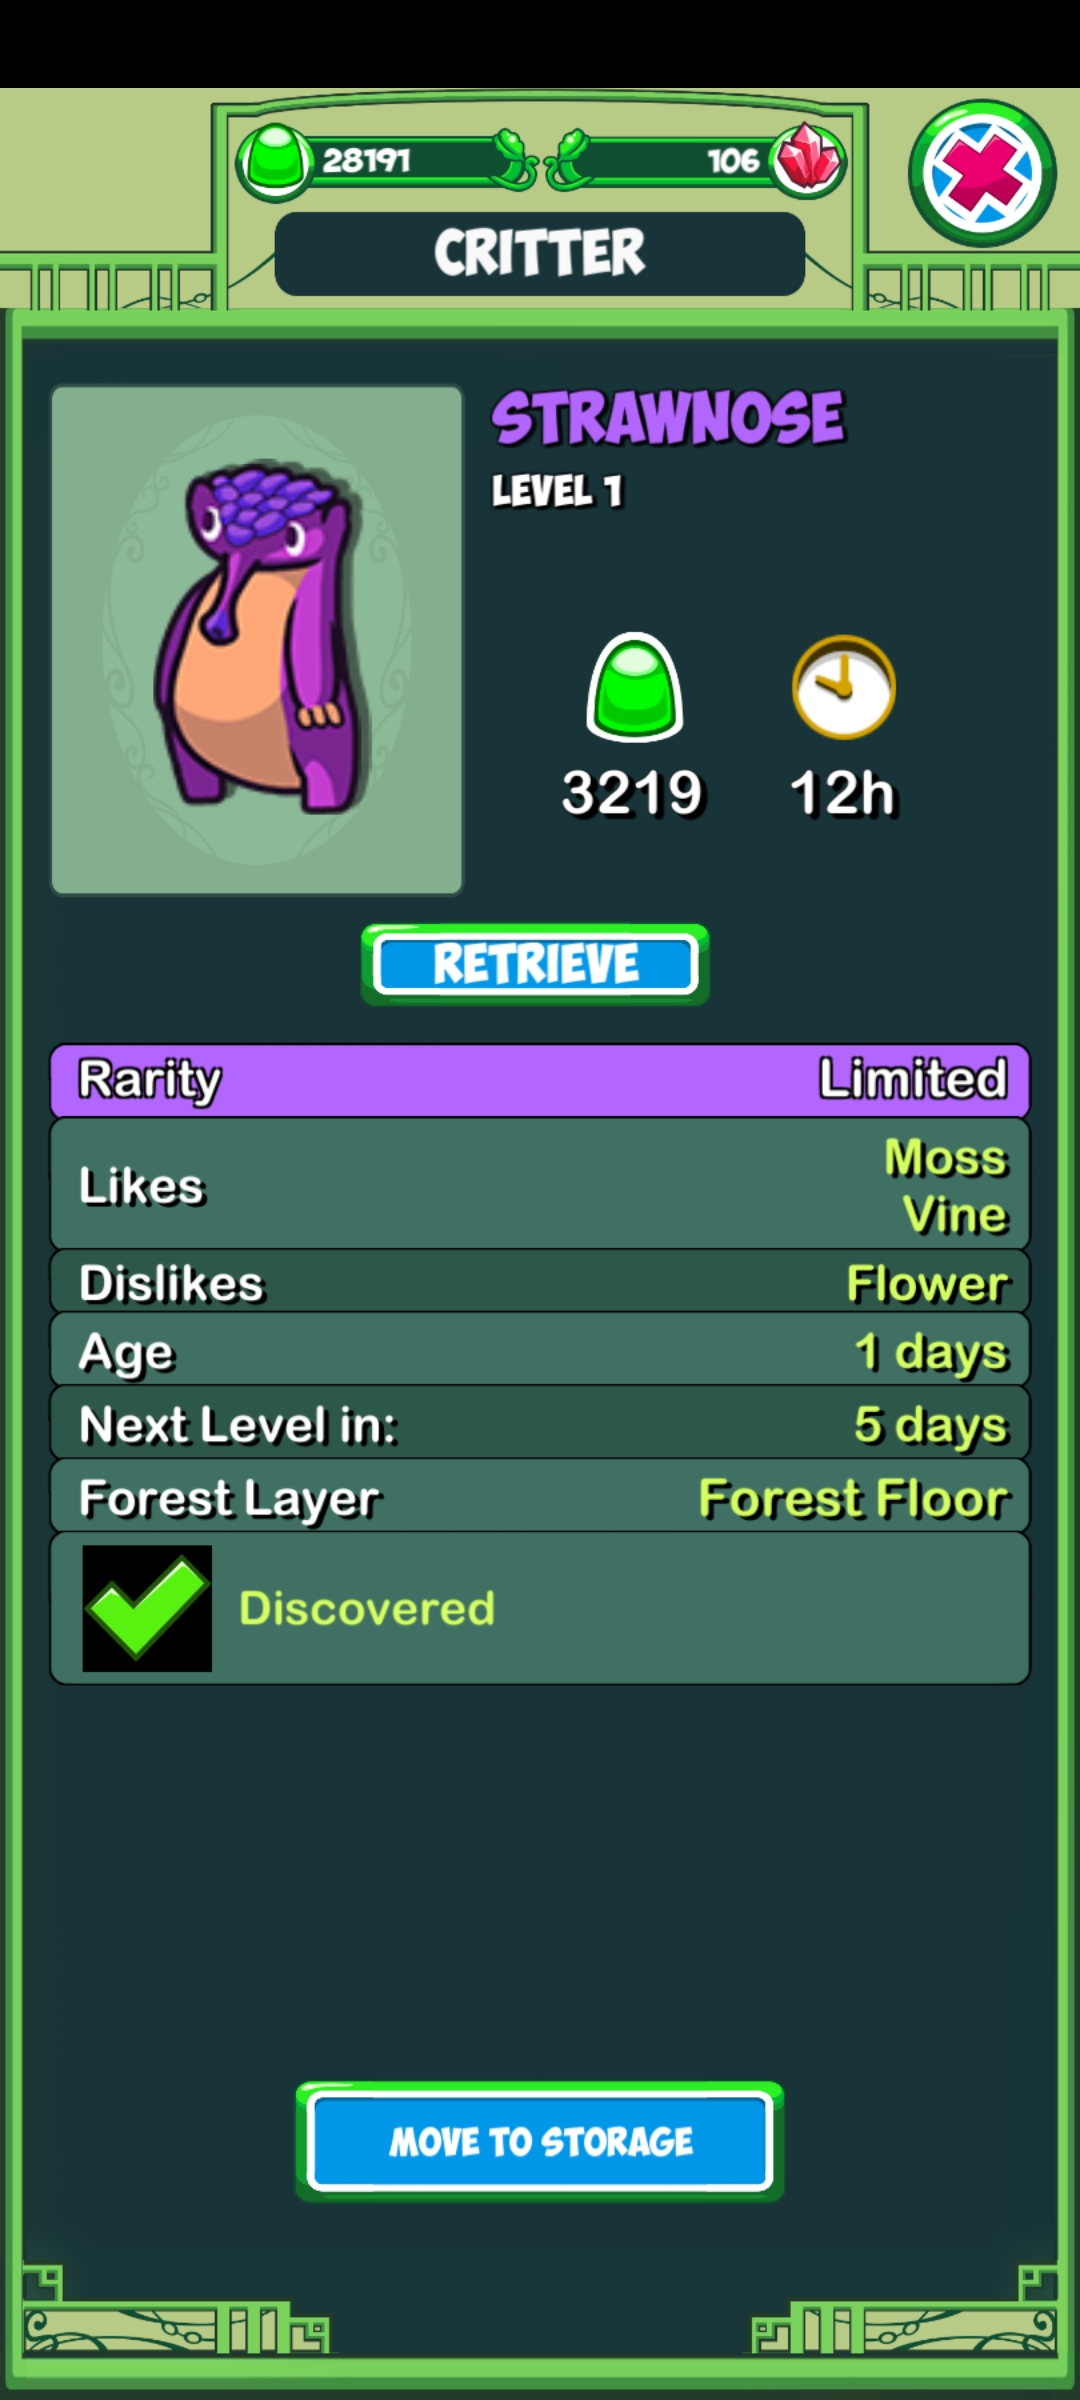 28191
106
CRITTER
STRAWNOSE
LEVEL 1
3219
12h
RETRIEVE
Rarity Limited
Likes Moss
Vine
Dislikes Flower
Age 1 days
Next Level in: 5 days
Forest Layer Forest Floor
Discovered
MOVE TO STORAGE